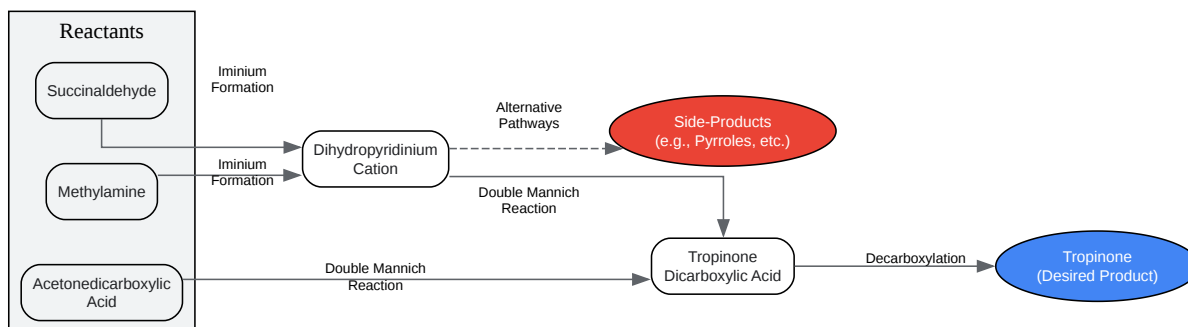 Reactants
Succinaldehyde
Iminium
Formation
Methylamine
Iminium
Formation
Acetonedicarboxylic
Acid
Dihydropyridinium
Cation
Alternative
Pathways
Side-Products
(e.g., Pyrroles, etc.)
Double Mannich
Reaction
Double Mannich
Reaction
Tropinone
Dicarboxylic Acid
Decarboxylation
Tropinone
(Desired Product)